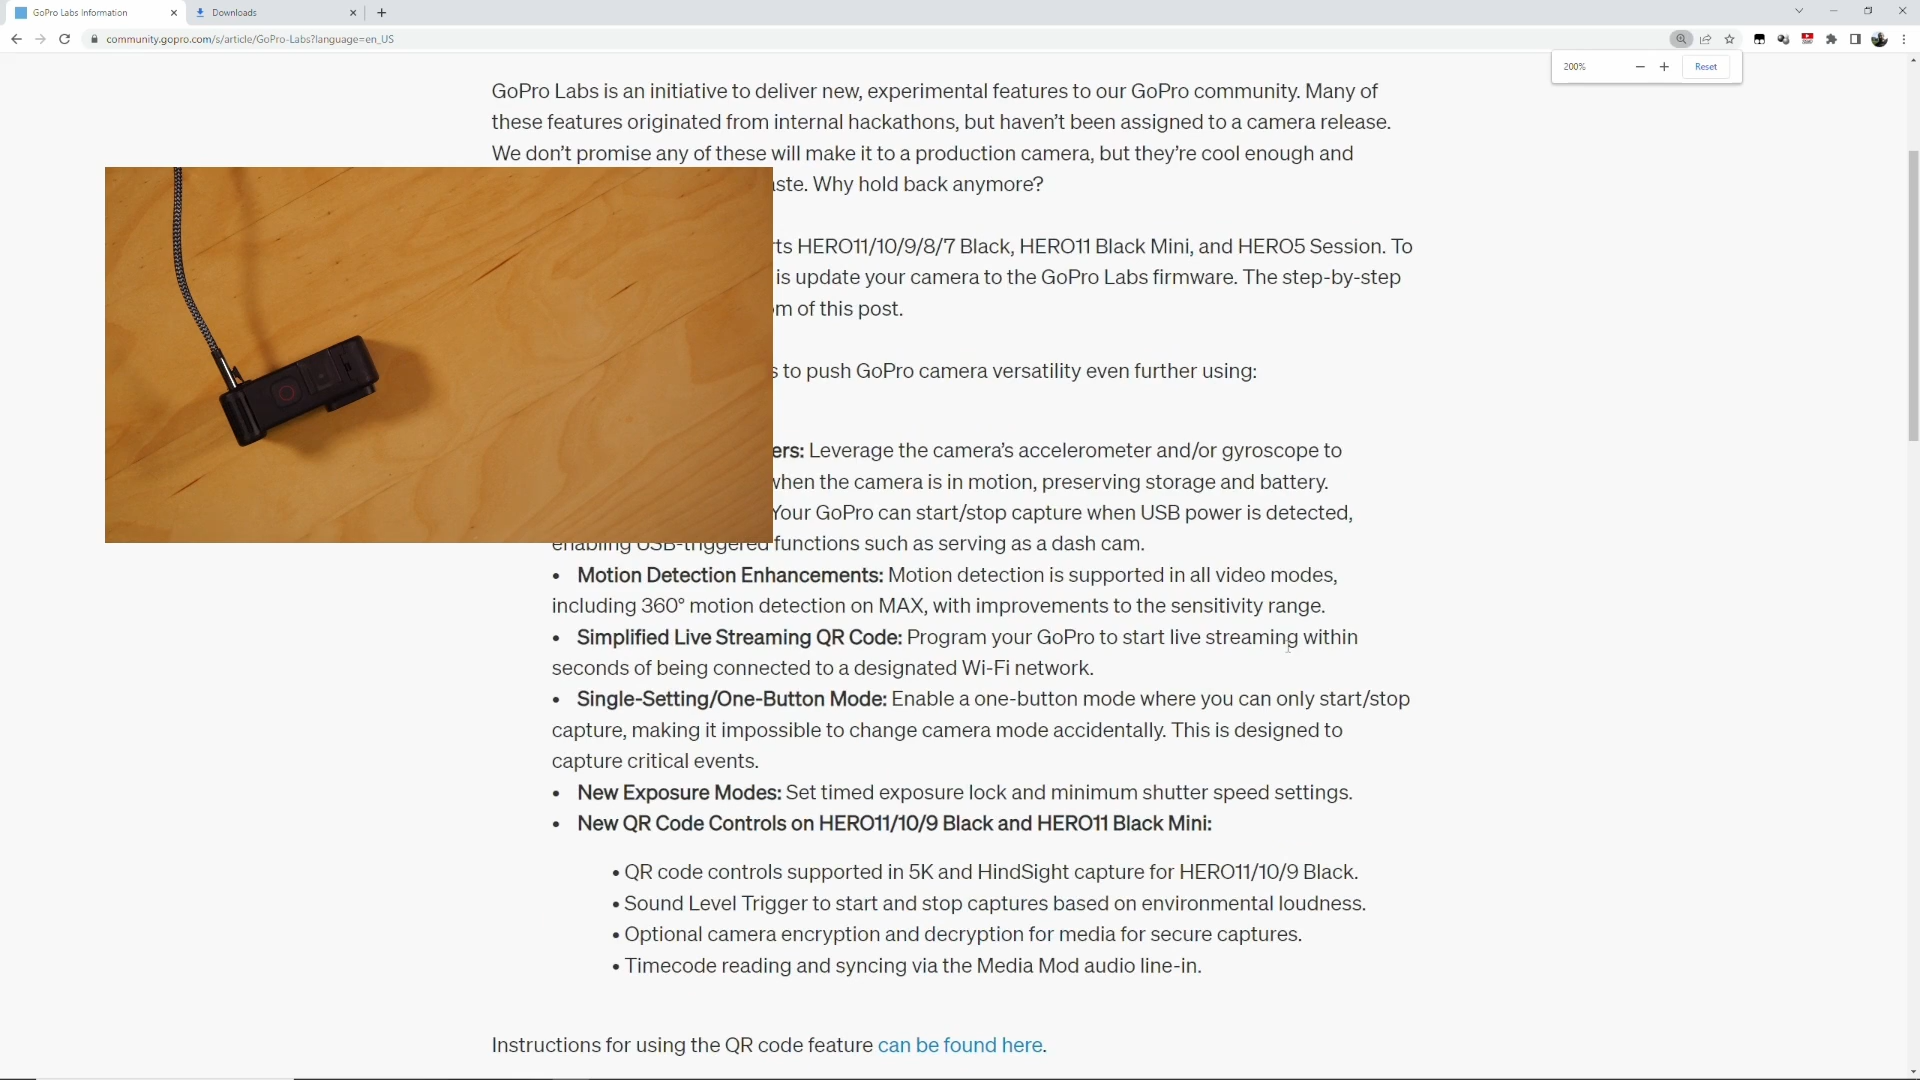 GoPro Labs Information
Downloads
community.gopro.com/s/article/GoPro-Labs?language=en_US
200%
Reset
GoPro Labs is an initiative to deliver new, experimental features to our GoPro community. Many of
these features originated from internal hackathons, but haven’t been assigned to a camera release.
We don’t promise any of these will make it to a production camera, but they’re cool enough and
Why hold back anymore?
HERO11/10/9/8/7 Black, HERO11 Black Mini, and HERO5 Session. To
is update your camera to the GoPro Labs firmware. The step-by-step
of this post.
to push GoPro camera versatility even further using:
Leverage the camera’s accelerometer and/or gyroscope to
when the camera is in motion, preserving storage and battery.
Your GoPro can start/stop capture when USB power is detected,
enabling USB-triggered functions such as serving as a dash cam.
• Motion Detection Enhancements: Motion detection is supported in all video modes,
including 360° motion detection on MAX, with improvements to the sensitivity range.
• Simplified Live Streaming QR Code: Program your GoPro to start live streaming within
seconds of being connected to a designated Wi-Fi network.
• Single-Setting/One-Button Mode: Enable a one-button mode where you can only start/stop
capture, making it impossible to change camera mode accidentally. This is designed to
capture critical events.
• New Exposure Modes: Set timed exposure lock and minimum shutter speed settings.
• New QR Code Controls on HERO11/10/9 Black and HERO11 Black Mini:
• QR code controls supported in 5K and HindSight capture for HERO11/10/9 Black.
• Sound Level Trigger to start and stop captures based on environmental loudness.
• Optional camera encryption and decryption for media for secure captures.
• Timecode reading and syncing via the Media Mod audio line-in.
Instructions for using the QR code feature can be found here.